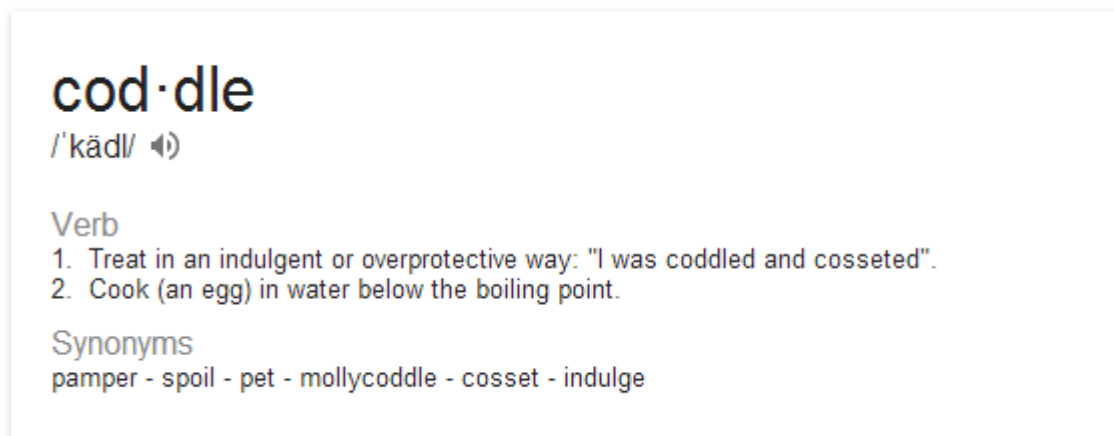 cod·dle
/ˈkädl/
Verb
1. Treat in an indulgent or overprotective way: "I was coddled and cosseted".
2. Cook (an egg) in water below the boiling point.
Synonyms
pamper - spoil - pet - mollycoddle - cosset - indulge